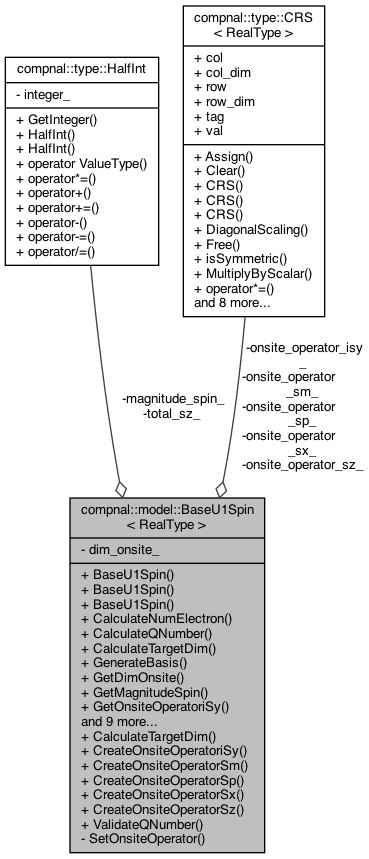 compnal::type::HalfInt
- integer_
+ GetInteger()
+ HalfInt()
+ HalfInt()
+ operator ValueType()
+ operator*=()
+ operator+()
+ operator+=()
+ operator-()
+ operator-=()
+ operator/=()
compnal::type::CRS
< RealType >
+ col
+ col_dim
+ row
+ row_dim
+ tag
+ val
+ Assign()
+ Clear()
+ CRS()
+ CRS()
+ CRS()
+ DiagonalScaling()
+ Free()
+ isSymmetric()
+ MultiplyByScalar()
+ operator*=()
and 8 more...
-magnitude_spin_
-total_sz_
-onsite_operator_isy
_
-onsite_operator
_sm_
-onsite_operator
_sp_
-onsite_operator
_sx_
-onsite_operator_sz_
compnal::model::BaseU1Spin
< RealType >
- dim_onsite_
+ BaseU1Spin()
+ BaseU1Spin()
+ BaseU1Spin()
+ CalculateNumElectron()
+ CalculateQNumber()
+ CalculateTargetDim()
+ GenerateBasis()
+ GetDimOnsite()
+ GetMagnitudeSpin()
+ GetOnsiteOperatoriSy()
and 9 more...
+ CalculateTargetDim()
+ CreateOnsiteOperatoriSy()
+ CreateOnsiteOperatorSm()
+ CreateOnsiteOperatorSp()
+ CreateOnsiteOperatorSx()
+ CreateOnsiteOperatorSz()
+ ValidateQNumber()
- SetOnsiteOperator()